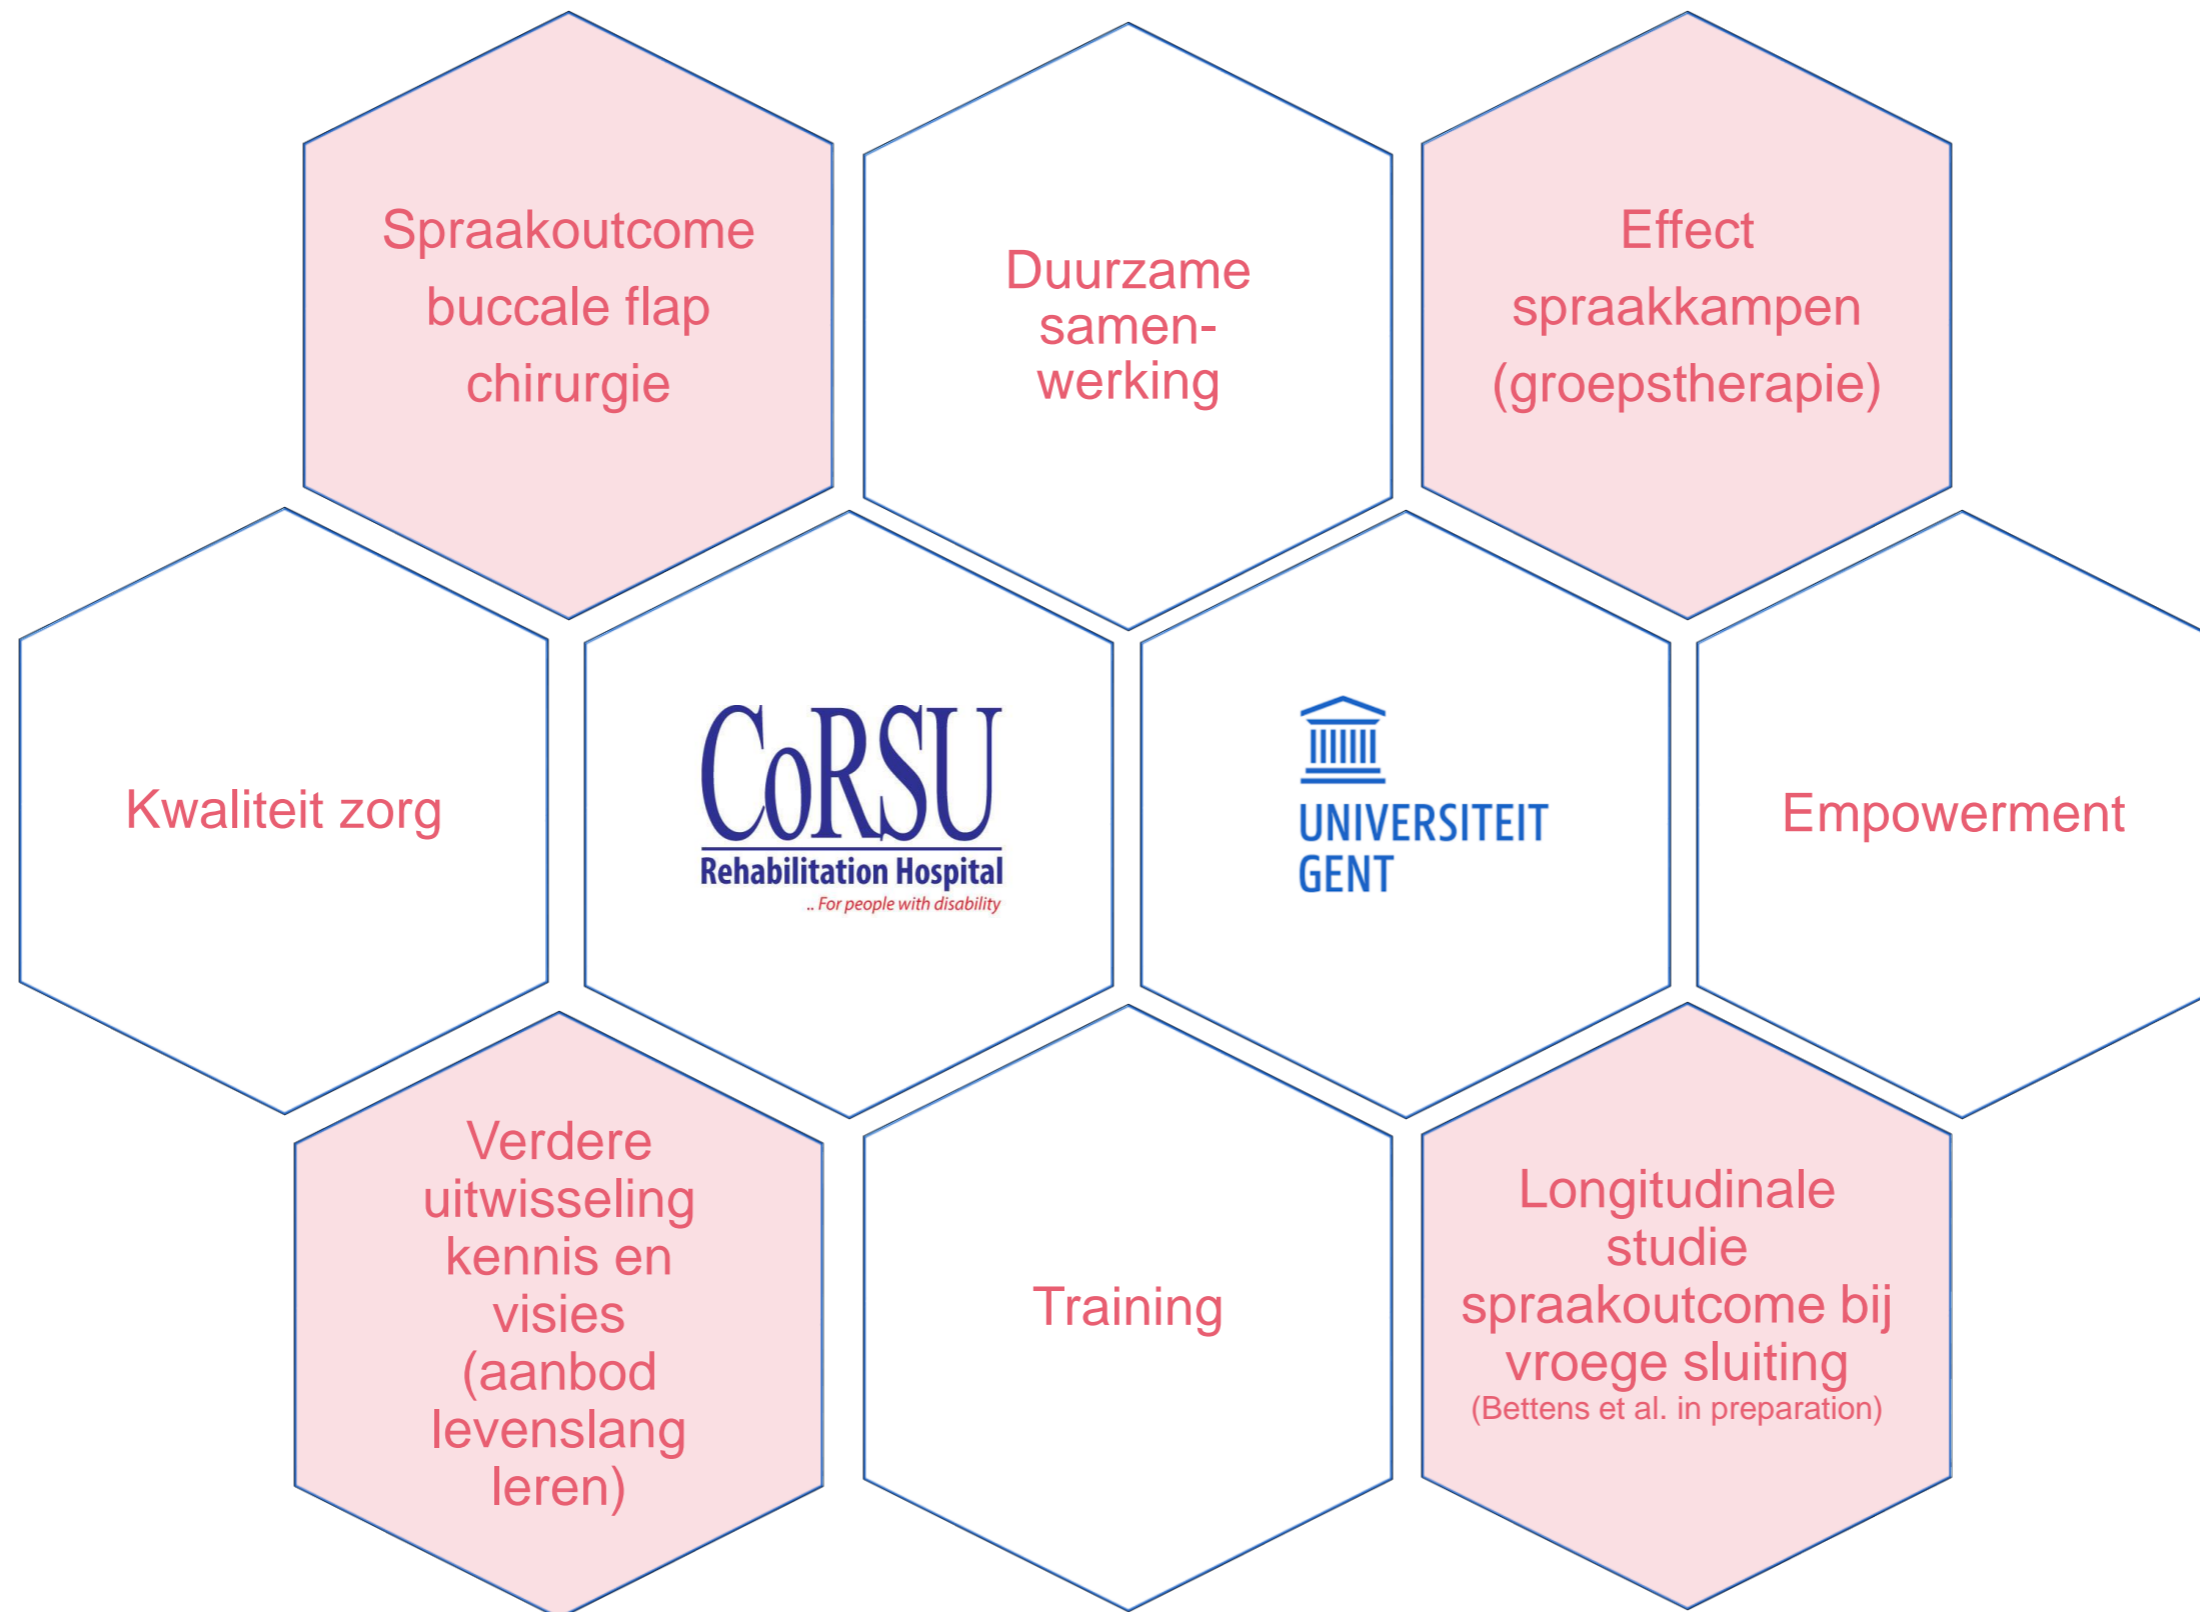 Spraakoutcome
buccale flap
chirurgie
Duurzame
samen-
werking
Effect
spraakkampen
(groepstherapie)
Kwaliteit zorg
CoRSU
Rehabilitation Hospital
.. For people with disability
UNIVERSITEIT
GENT
Empowerment
Verdere
uitwisseling
kennis en
visies
(aanbod
levenslang
leren)
Training
Longitudinale
studie
spraakoutcome bij
vroege sluiting
(Bettens et al. in preparation)